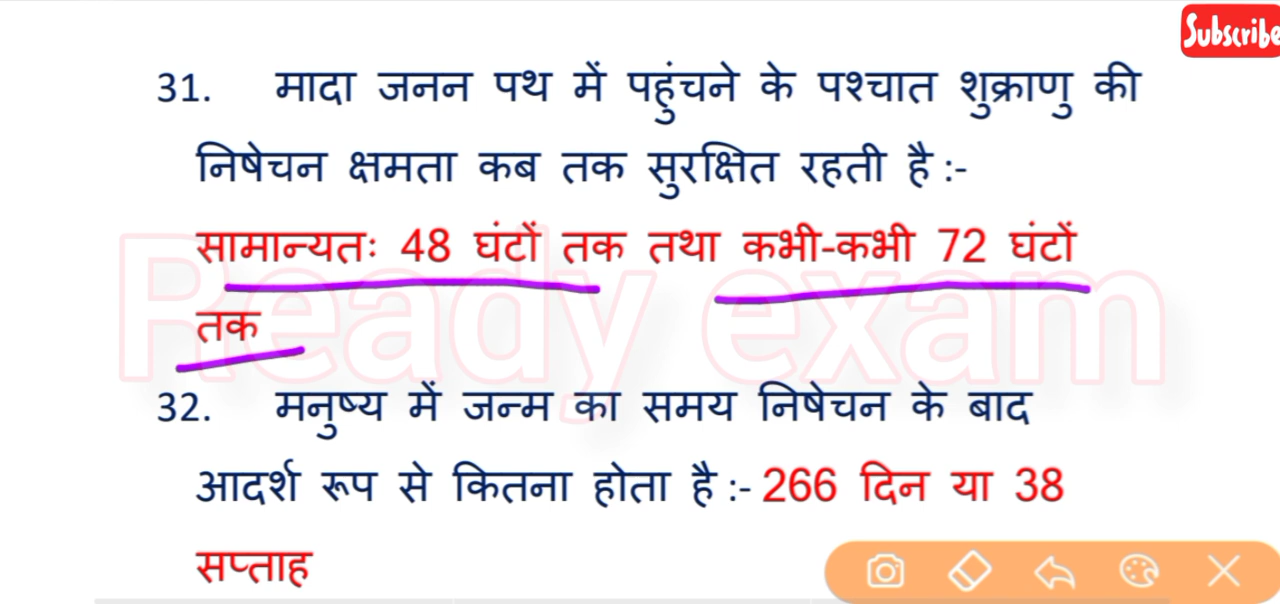 Subscribe
31. मादा जनन पथ में पहुंचने के पश्चात शुक्राणु की
निषेचन क्षमता कब तक सुरक्षित रहती है :-
सामान्यतः 48 घंटों तक तथा कभी-कभी 72 घंटों
तक
Ready exam
32. मनुष्य में जन्म का समय निषेचन के बाद
आदर्श रूप से कितना होता है :- 266 दिन या 38
सप्ताह